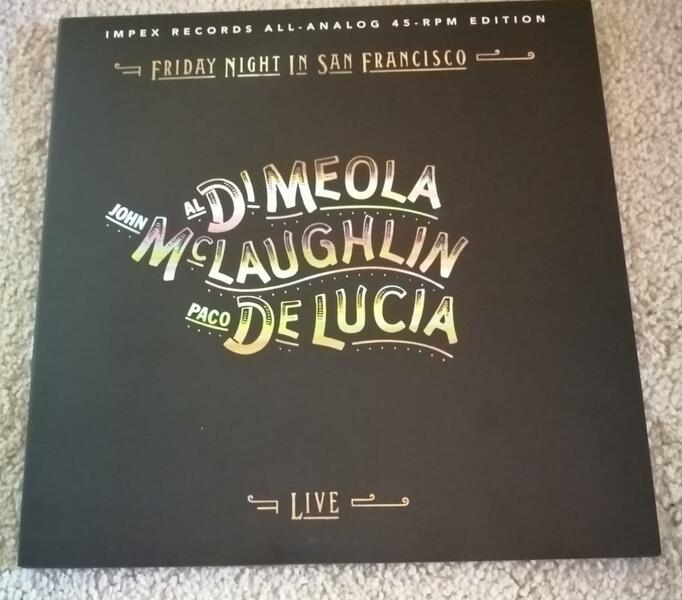 IMPEX RECORDS ALL-ANALOG 45-RPM EDITION
FRIDAY NIGHT IN SAN FRANCISCO
AL DI MEOLA
JOHN MCLAUGHLIN
PACO DE LUCIA
LIVE